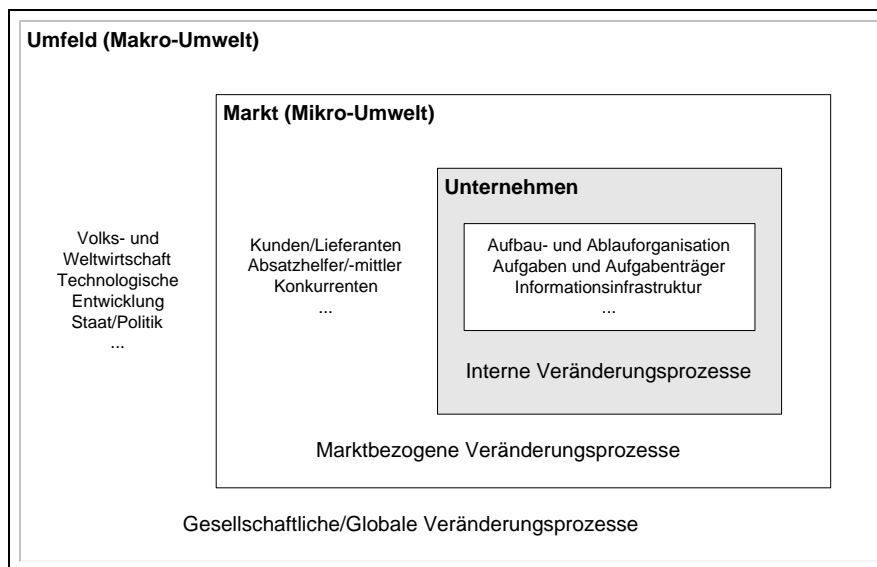 Umfeld (Makro-Umwelt)
Markt (Mikro-Umwelt)
Unternehmen
Volks- und
Weltwirtschaft
Technologische
Entwicklung
Staat/Politik
...
Kunden/Lieferanten
Absatzhelfer/-mittler
Konkurrenten
...
Aufbau- und Ablauforganisation
Aufgaben und Aufgabenträger
Informationsinfrastruktur
...
Interne Veränderungsprozesse
Marktbezogene Veränderungsprozesse
Gesellschaftliche/Globale Veränderungsprozesse